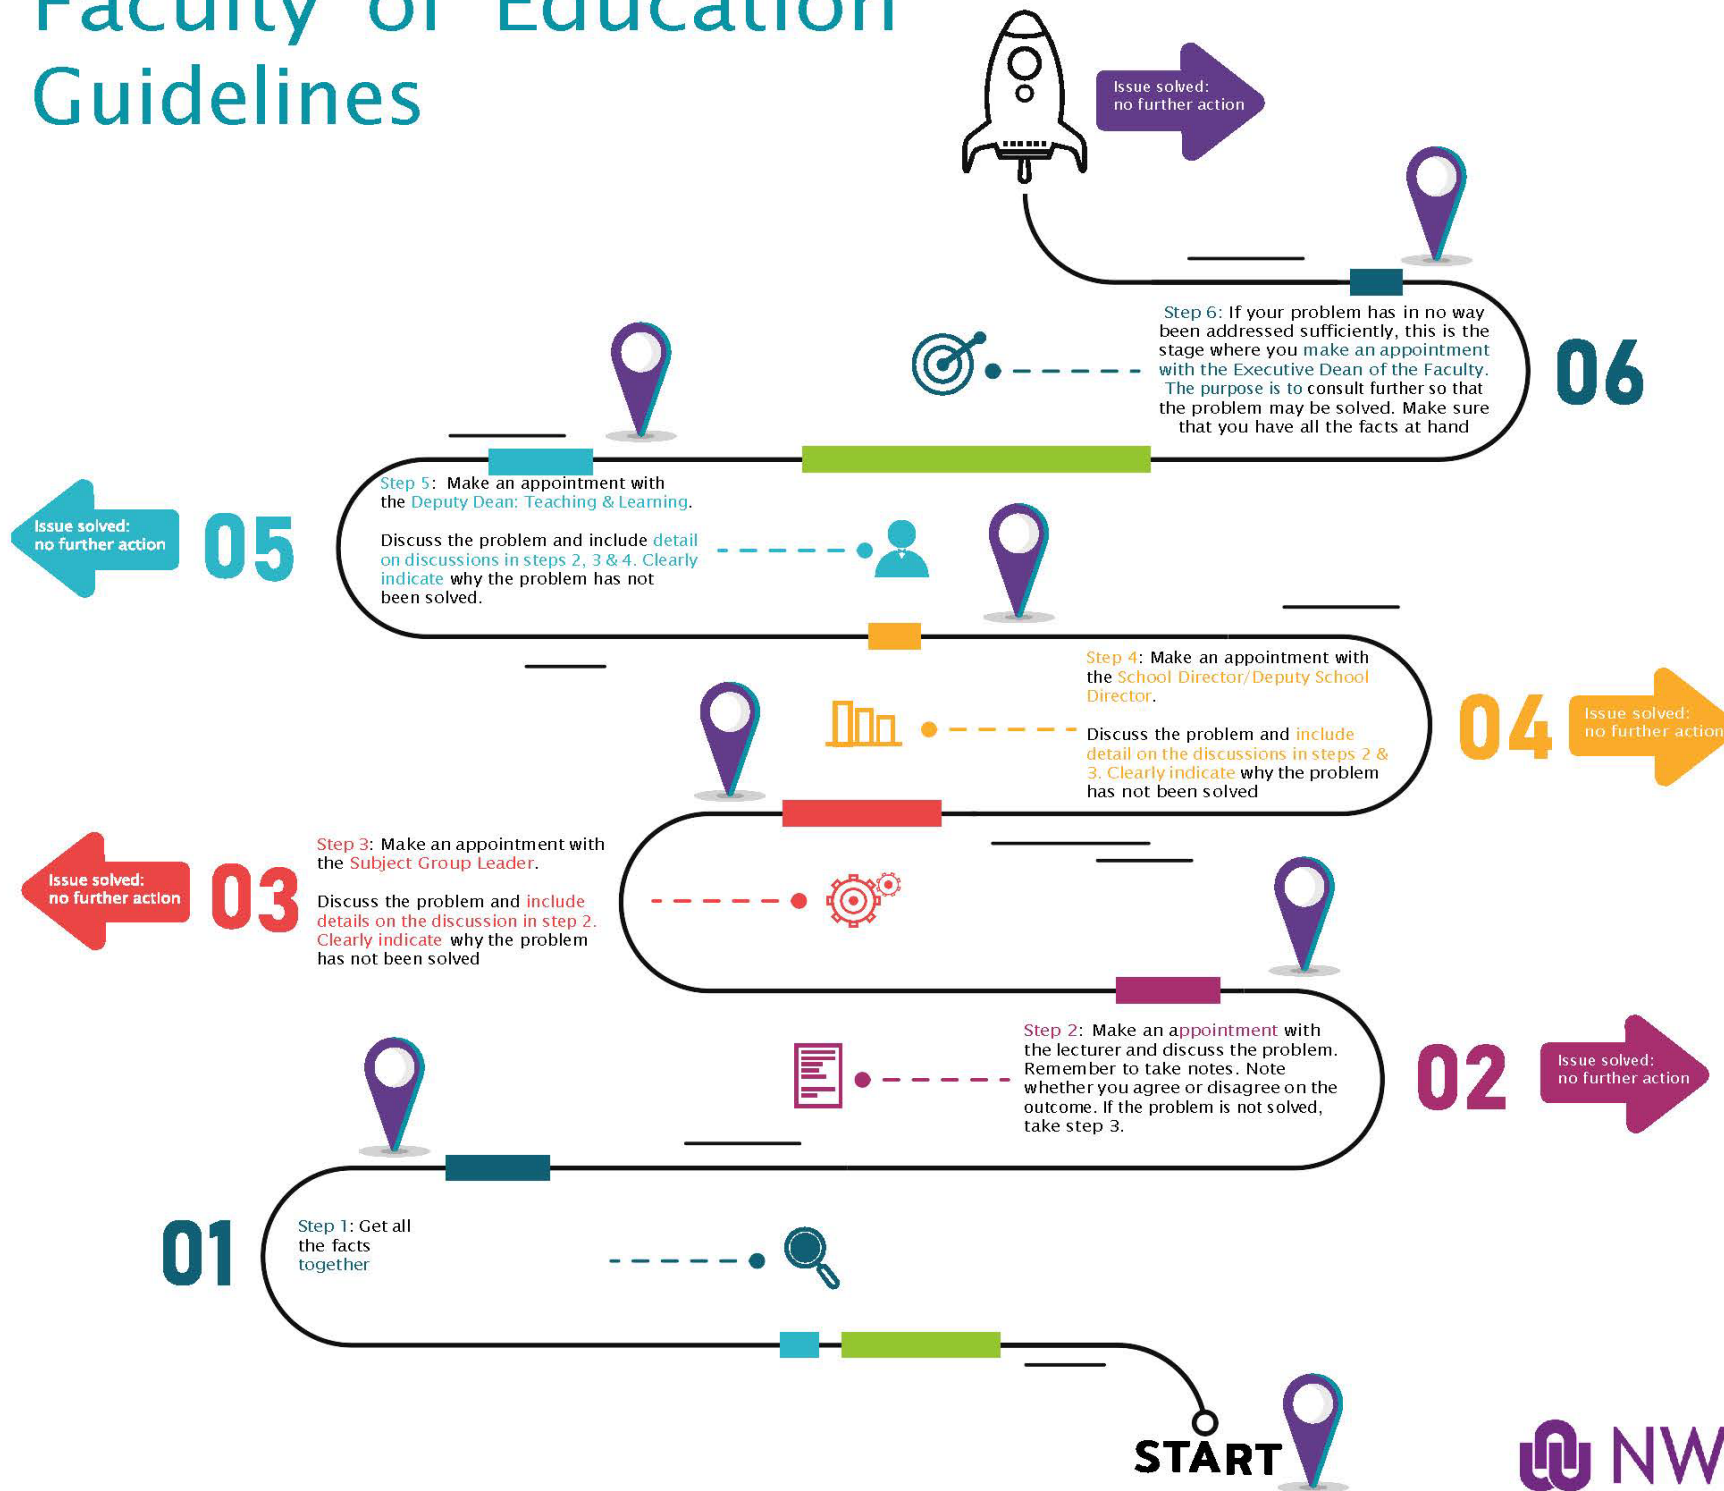 Faculty of Education
Guidelines
Issue solved:
no further action
Step 6: If your problem has in no way
been addressed sufficiently, this is the
stage where you make an appointment
with the Executive Dean of the Faculty.
The purpose is to consult further so that
the problem may be solved. Make sure
that you have all the facts at hand
06
Issue solved:
no further action
05
Step 5: Make an appointment with
the Deputy Dean: Teaching & Learning.
Discuss the problem and include detail
on discussions in steps 2, 3 & 4. Clearly
indicate why the problem has not
been solved.
Step 4: Make an appointment with
the School Director/Deputy School
Director.
Discuss the problem and include
detail on the discussions in steps 2 &
3. Clearly indicate why the problem
has not been solved
04
Issue solved:
no further action
Issue solved:
no further action
03
Step 3: Make an appointment with
the Subject Group Leader.
Discuss the problem and include
details on the discussion in step 2.
Clearly indicate why the problem
has not been solved
Step 2: Make an appointment with
the lecturer and discuss the problem.
Remember to take notes. Note
whether you agree or disagree on the
outcome. If the problem is not solved,
take step 3.
02
Issue solved:
no further action
01
Step 1: Get all
the facts
together
START
NW